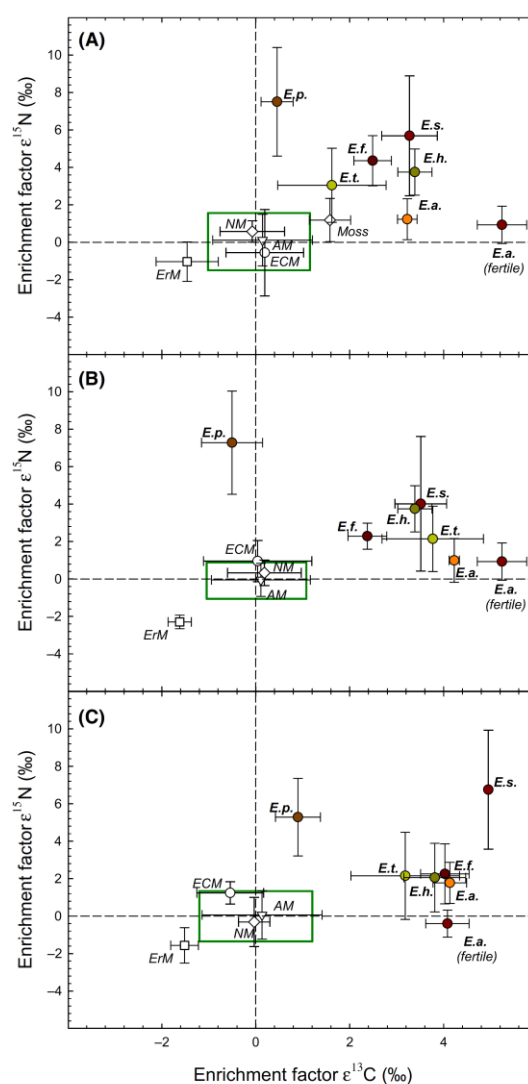 (A)
Enrichment factor ε¹⁵N (‰)
10
8
6
4
2
0
−2
−4
E.p.
E.s.
E.f.
E.h.
E.t.
E.a.
NM
Moss
AM
ECM
ErM
E.a.
(fertile)
(B)
Enrichment factor ε¹⁵N (‰)
10
8
6
4
2
0
−2
−4
E.p.
E.s.
E.h.
E.f.
E.t.
ECM
NM
E.a.
AM
E.a.
(fertile)
ErM
(C)
Enrichment factor ε¹⁵N (‰)
10
8
6
4
2
0
−2
−4
E.s.
E.p.
E.t.
E.f.
ECM
E.h.
E.a.
AM
NM
ErM
E.a.
(fertile)
−2
0
2
4
Enrichment factor ε¹³C (‰)